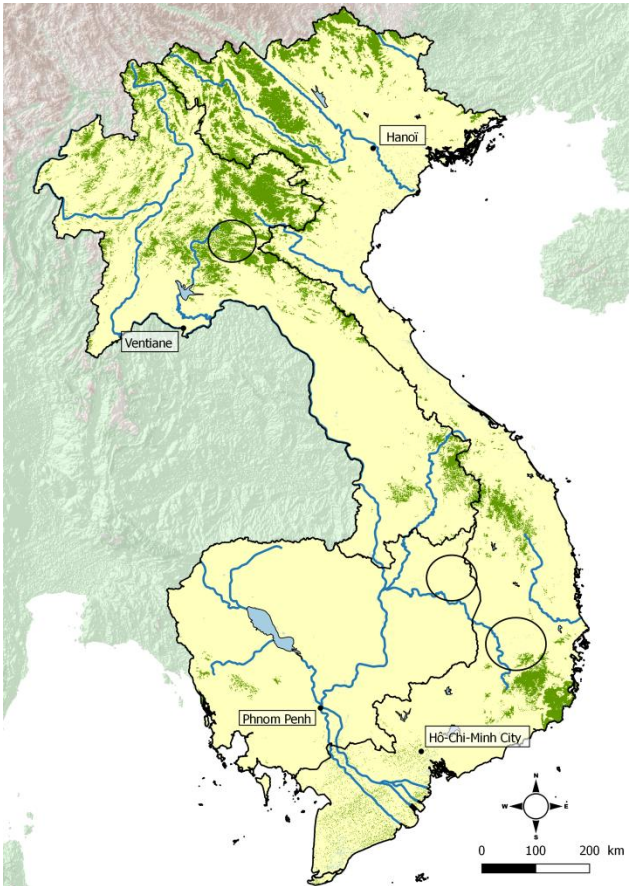 Hanoï
Ventiane
Phnom Penh
Hô-Chi-Minh City
N
W
E
S
0 100 200 km